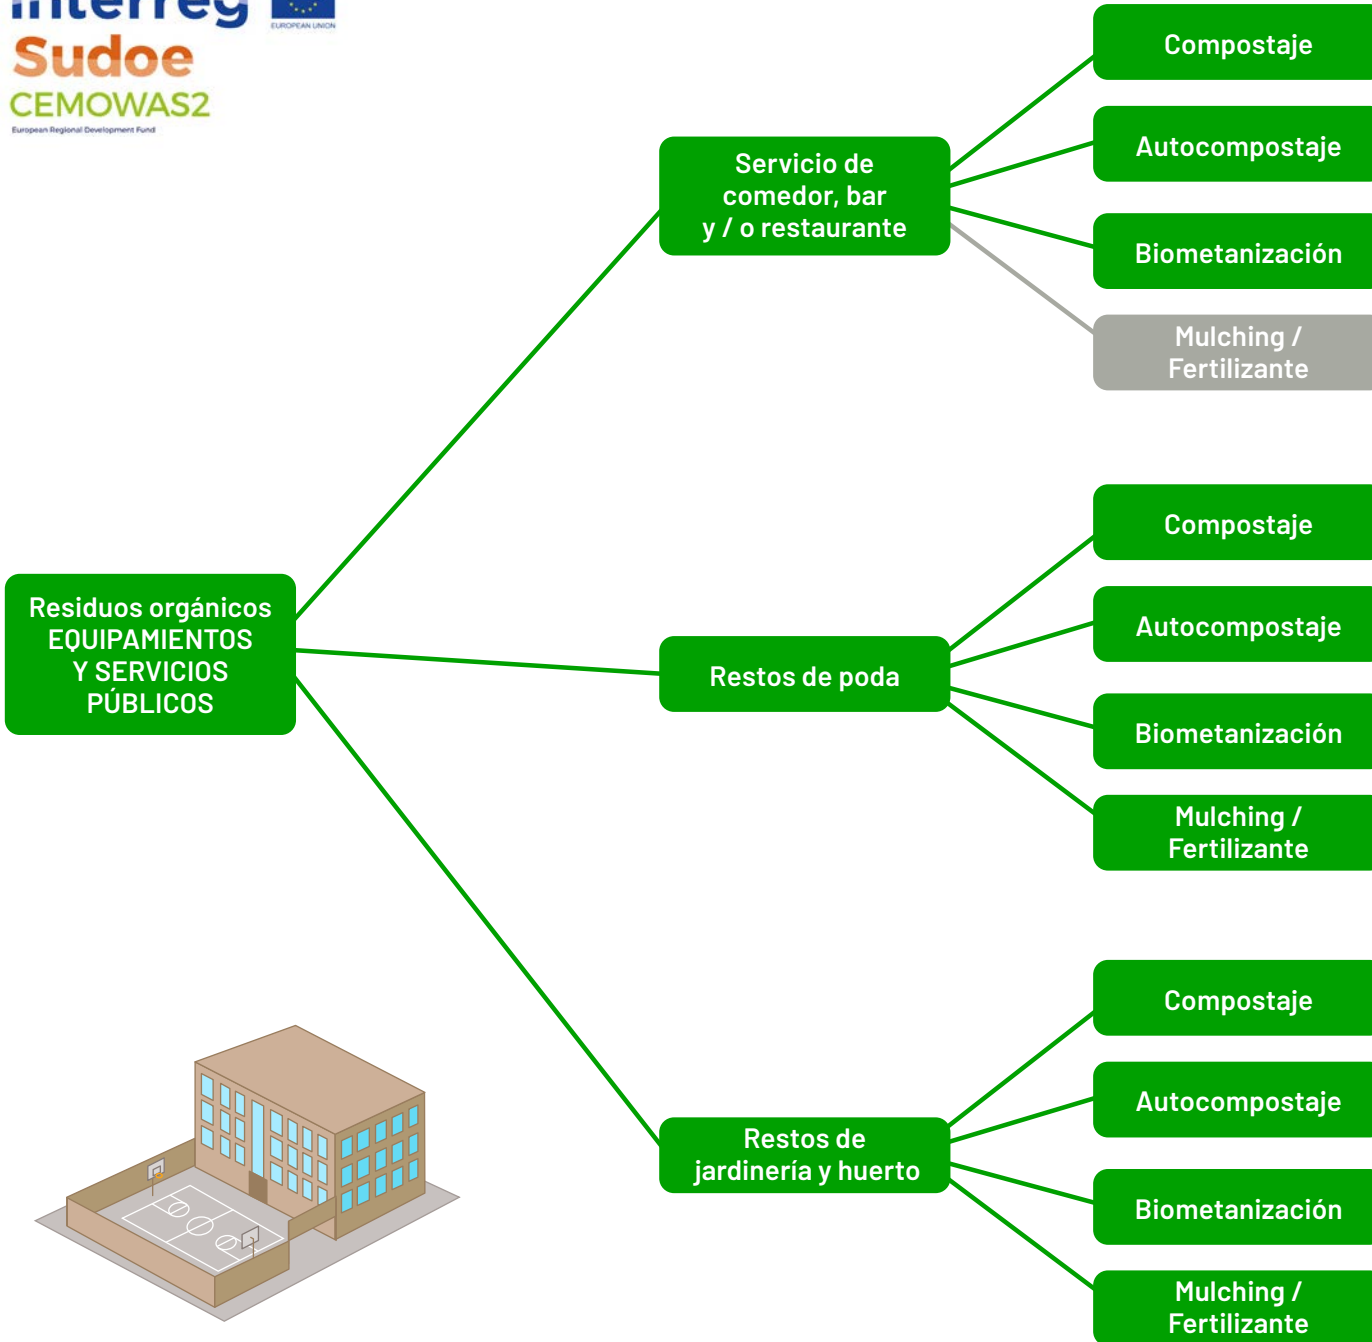 Interreg
EUROPEAN UNION
Sudoe
CEMOWAS2
European Regional Development Fund
Residuos orgánicos
EQUIPAMIENTOS
Y SERVICIOS
PÚBLICOS
Servicio de
comedor, bar
y / o restaurante
Compostaje
Autocompostaje
Biometanización
Mulching /
Fertilizante
Restos de poda
Compostaje
Autocompostaje
Biometanización
Mulching /
Fertilizante
Restos de
jardinería y huerto
Compostaje
Autocompostaje
Biometanización
Mulching /
Fertilizante